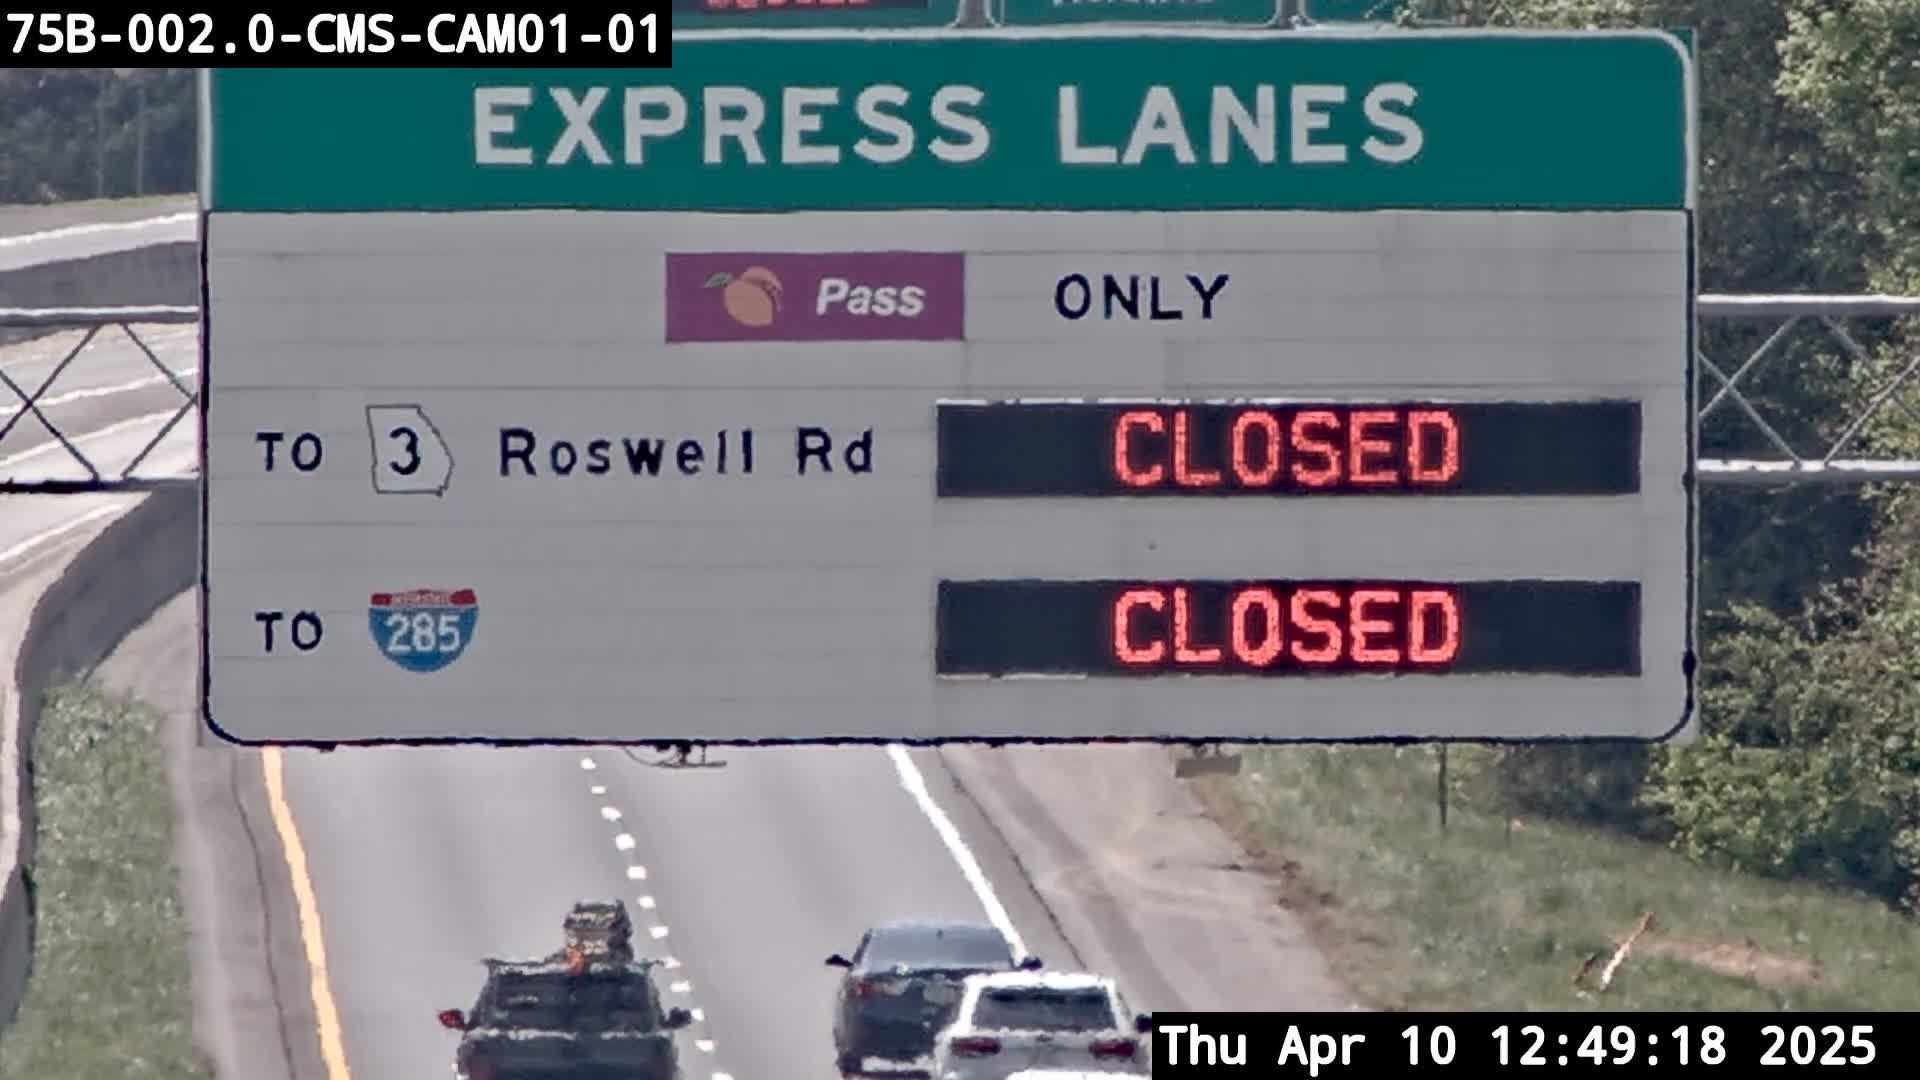 75B-002.0-CMS-CAM01-01
EXPRESS LANES
Pass ONLY
TO 3 Roswell Rd CLOSED
TO 285 CLOSED
Thu Apr 10 12:49:18 2025